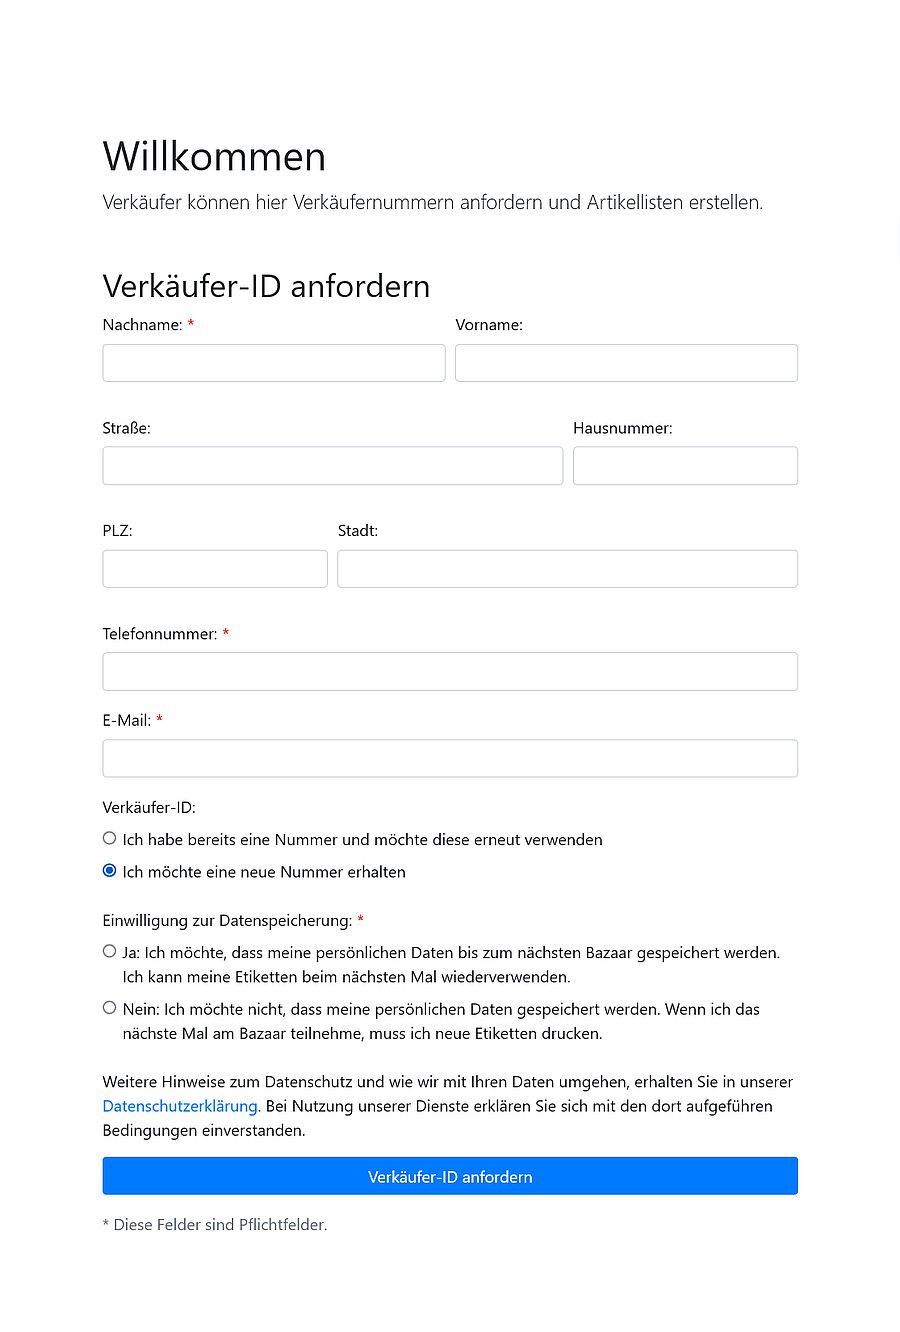 Willkommen
Verkäufer können hier Verkäufernummern anfordern und Artikellisten erstellen.
Verkäufer-ID anfordern
Nachname: * Vorname:
Straße: Hausnummer:
PLZ: Stadt:
Telefonnummer: *
E-Mail: *
Verkäufer-ID:
Ich habe bereits eine Nummer und möchte diese erneut verwenden
Ich möchte eine neue Nummer erhalten
Einwilligung zur Datenspeicherung: *
Ja: Ich möchte, dass meine persönlichen Daten bis zum nächsten Bazaar gespeichert werden.
Ich kann meine Etiketten beim nächsten Mal wiederverwenden.
Nein: Ich möchte nicht, dass meine persönlichen Daten gespeichert werden. Wenn ich das
nächste Mal am Bazaar teilnehme, muss ich neue Etiketten drucken.
Weitere Hinweise zum Datenschutz und wie wir mit Ihren Daten umgehen, erhalten Sie in unserer
Datenschutzerklärung. Bei Nutzung unserer Dienste erklären Sie sich mit den dort aufgeführen
Bedingungen einverstanden.
Verkäufer-ID anfordern
* Diese Felder sind Pflichtfelder.